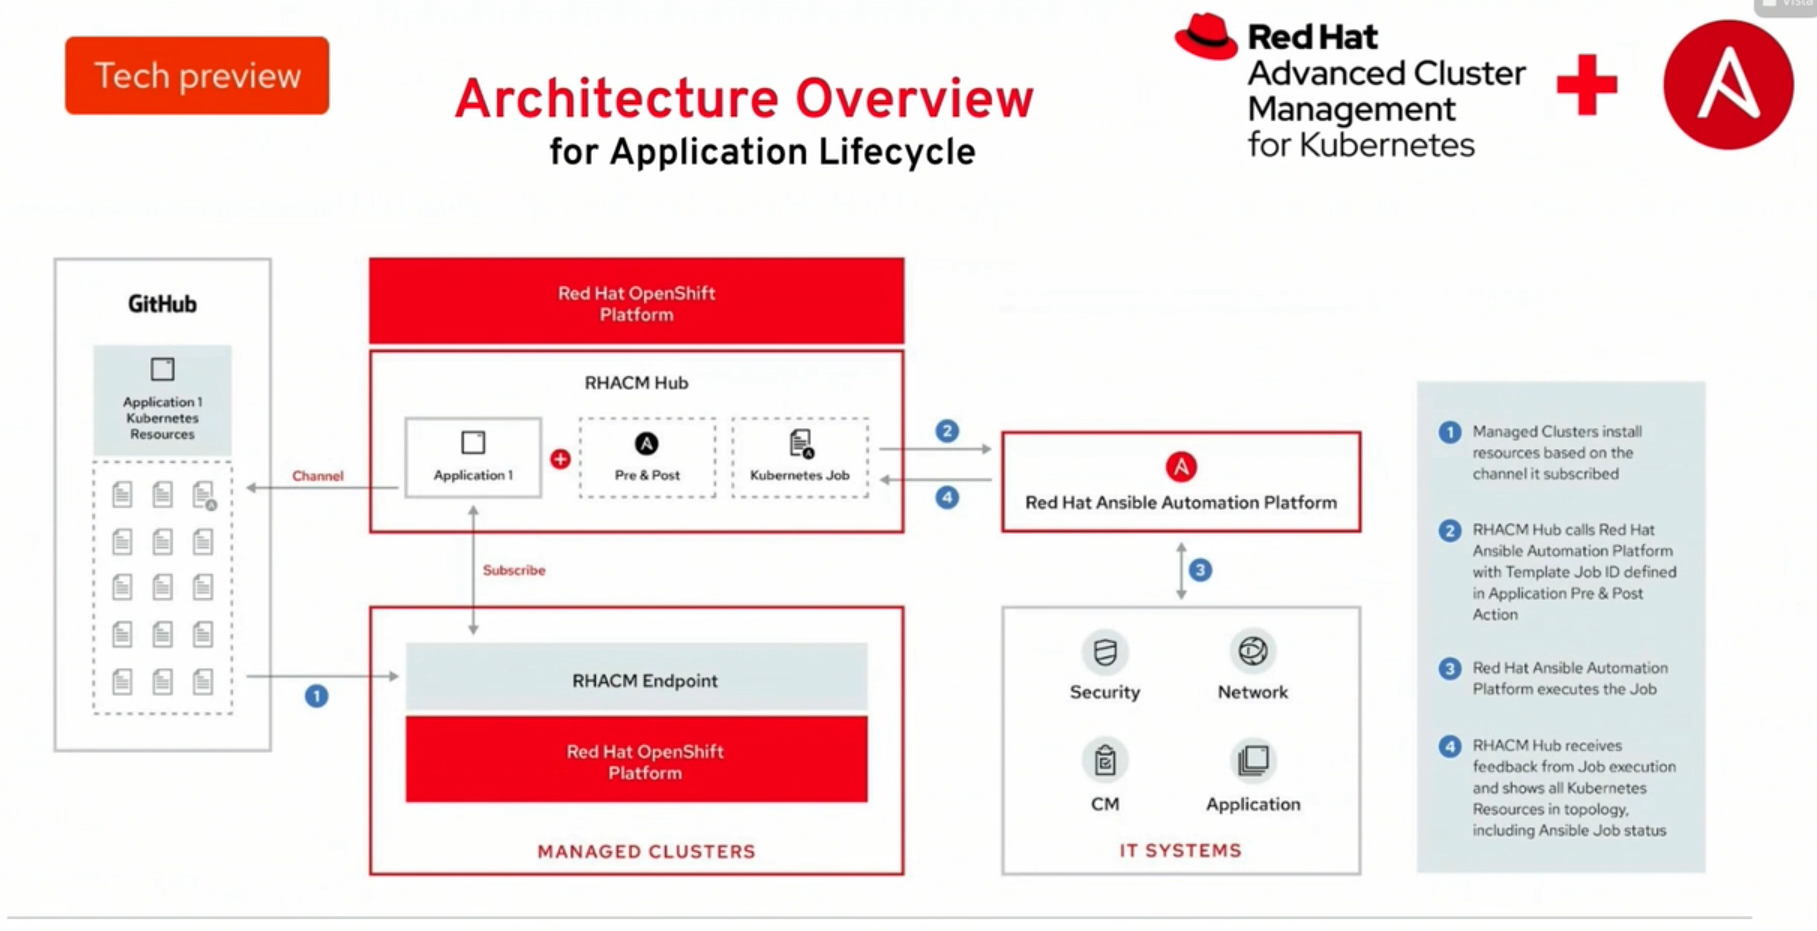 Vista
Tech preview
Architecture Overview
for Application Lifecycle
Red Hat
Advanced Cluster
Management
for Kubernetes
GitHub
Application 1
Kubernetes
Resources
Channel
1
Red Hat OpenShift
Platform
RHACM Hub
Application 1
Pre & Post
Kubernetes Job
Subscribe
RHACM Endpoint
Red Hat OpenShift
Platform
MANAGED CLUSTERS
2
4
Red Hat Ansible Automation Platform
3
Security
Network
CM
Application
IT SYSTEMS
1 Managed Clusters install
resources based on the
channel it subscribed
2 RHACM Hub calls Red Hat
Ansible Automation Platform
with Template Job ID defined
in Application Pre & Post
Action
3 Red Hat Ansible Automation
Platform executes the Job
4 RHACM Hub receives
feedback from Job execution
and shows all Kubernetes
Resources in topology,
including Ansible Job status